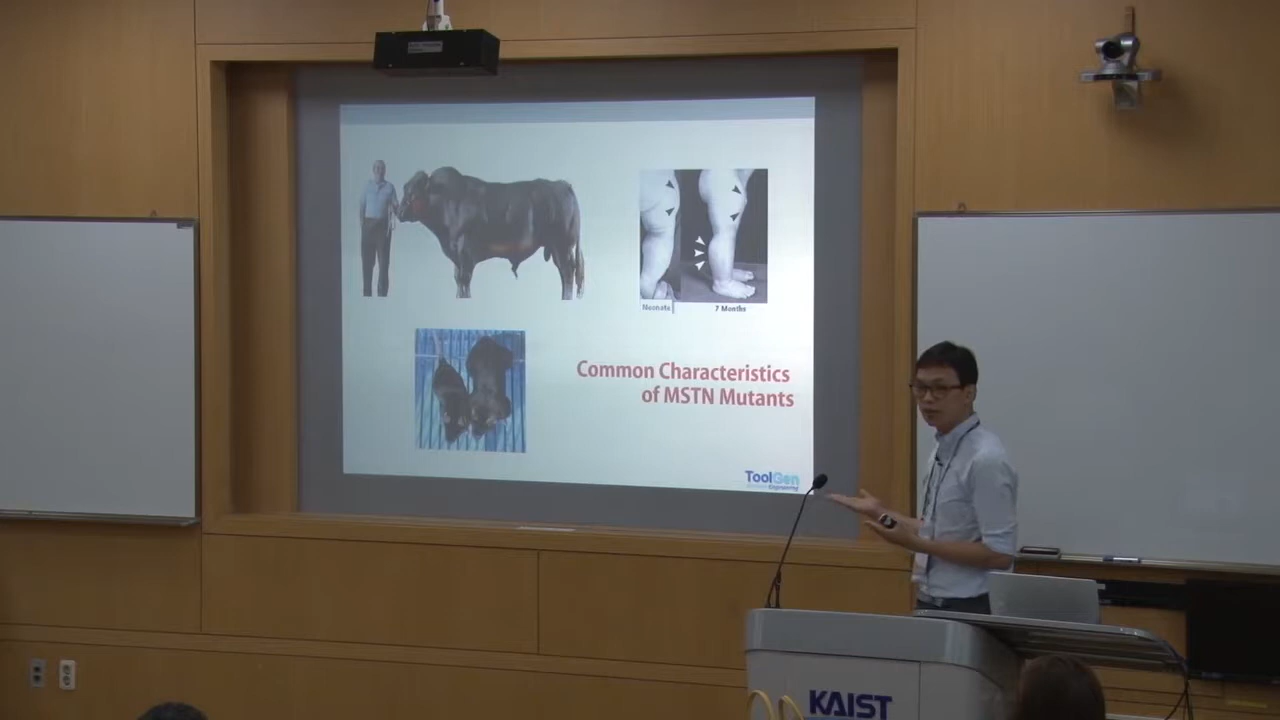 Neonate
7 Months
Common Characteristics
of MSTN Mutants
ToolGen
KAIST